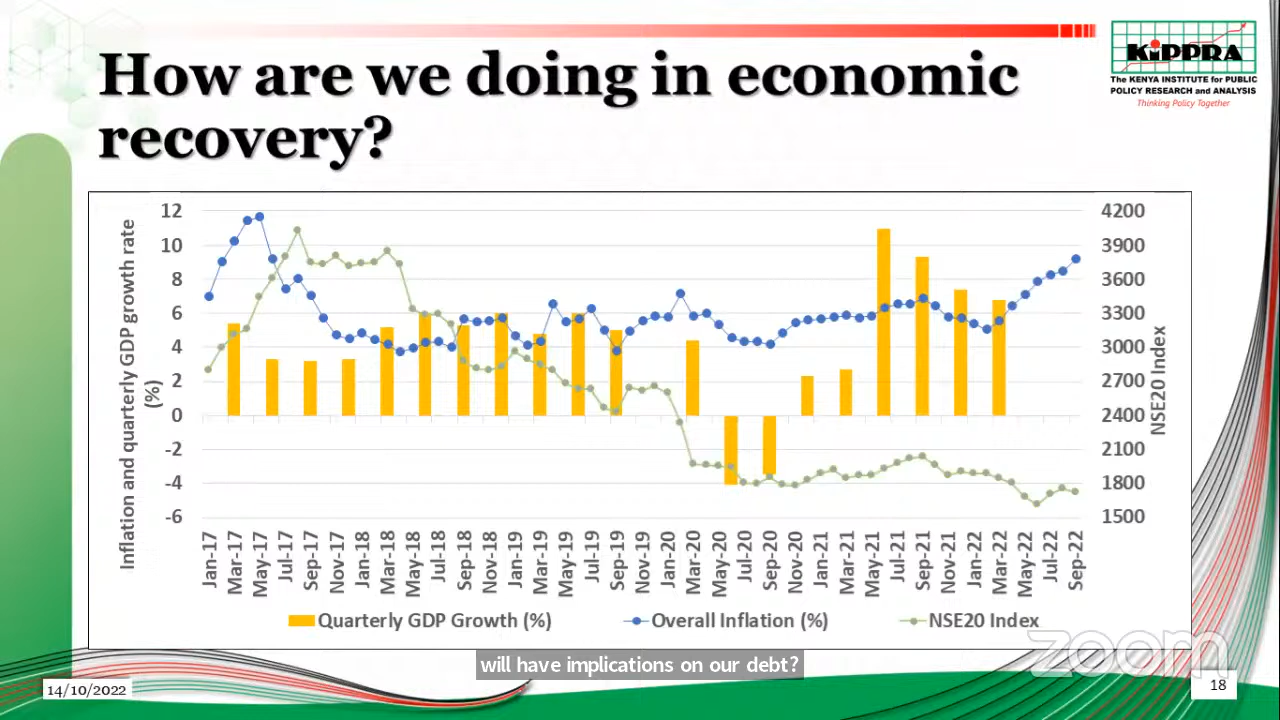 How are we doing in economic
recovery?
KIPPRA
The KENYA INSTITUTE for PUBLIC
POLICY RESEARCH and ANALYSIS
Thinking Policy Together
Inflation and quarterly GDP growth rate
(%)
12
10
8
6
4
2
0
-2
-4
-6
4200
3900
3600
3300
3000
2700
2400
2100
1800
1500
NSE20 Index
Jan-17
Mar-17
May-17
Jul-17
Sep-17
Nov-17
Jan-18
Mar-18
May-18
Jul-18
Sep-18
Nov-18
Jan-19
Mar-19
May-19
Jul-19
Sep-19
Nov-19
Jan-20
Mar-20
May-20
Jul-20
Sep-20
Nov-20
Jan-21
Mar-21
May-21
Jul-21
Sep-21
Nov-21
Jan-22
Mar-22
May-22
Jul-22
Sep-22
Quarterly GDP Growth (%)
Overall Inflation (%)
NSE20 Index
zoom
will have implications on our debt?
14/10/2022
18